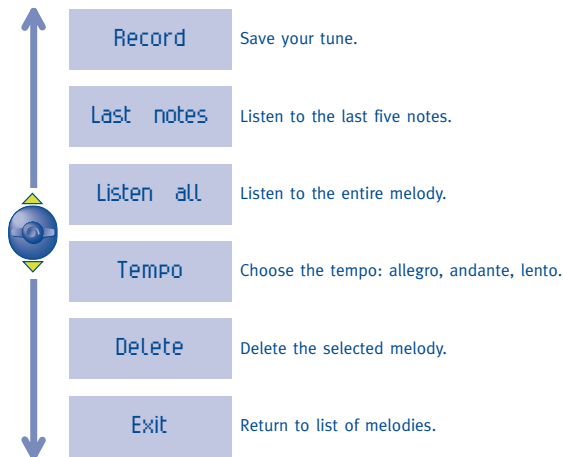 Record Save your tune.
Last notes Listen to the last five notes.
Listen all Listen to the entire melody.
Tempo Choose the tempo: allegro, andante, lento.
Delete Delete the selected melody.
Exit Return to list of melodies.